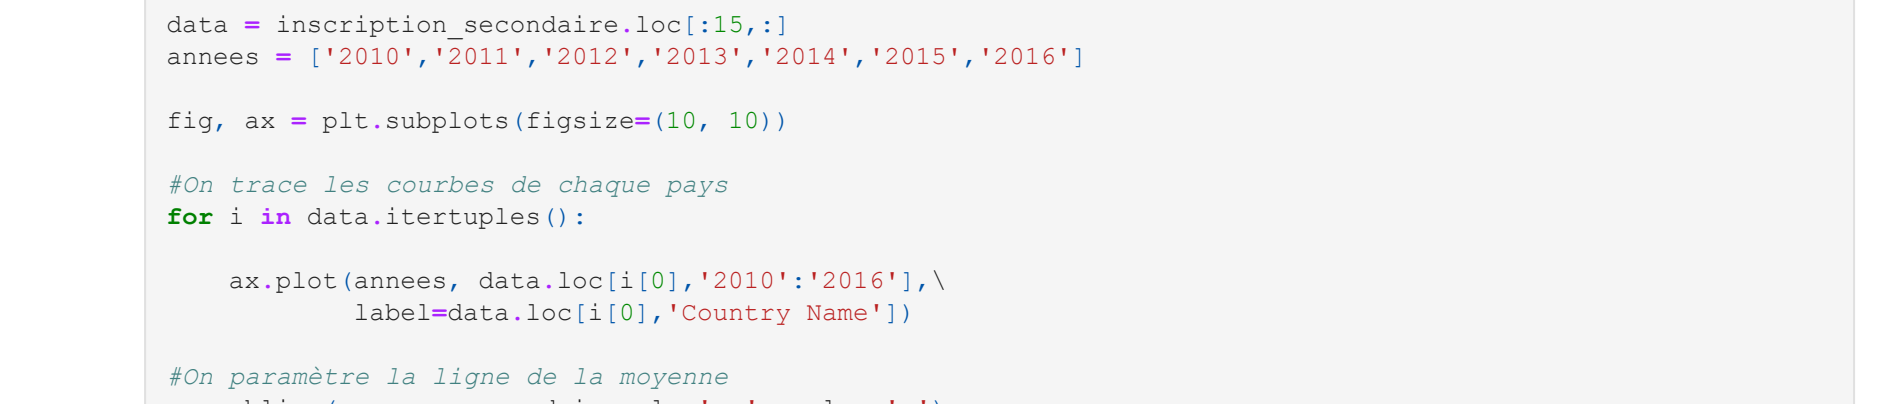 data = inscription_secondaire.loc[:15,:]
annees = ['2010','2011','2012','2013','2014','2015','2016']
fig, ax = plt.subplots(figsize=(10, 10))
#On trace les courbes de chaque pays
for i in data.itertuples():
    ax.plot(annees, data.loc[i[0],'2010':'2016'],\
            label=data.loc[i[0],'Country Name'])
#On paramètre la ligne de la moyenne